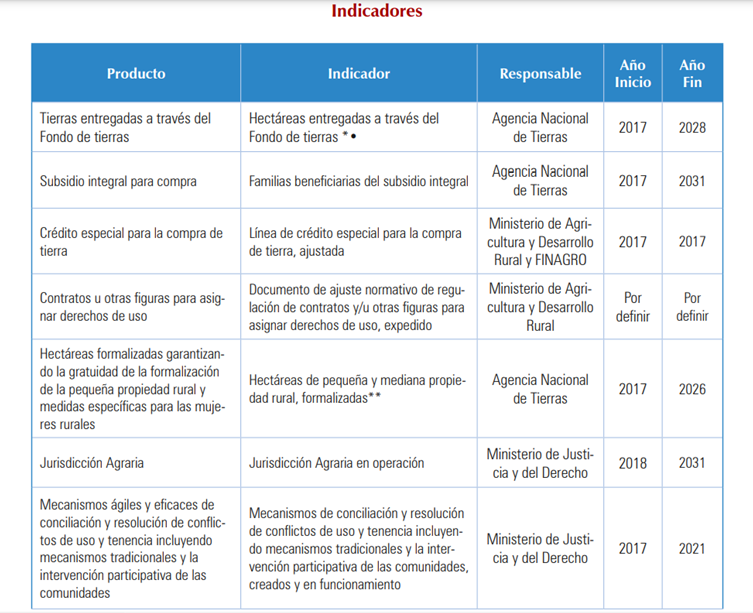 Indicadores
Producto
Indicador
Responsable
Año
Inicio
Año
Fin
Tierras entregadas a través del
Fondo de tierras
Hectáreas entregadas a través del
Fondo de tierras *•
Agencia Nacional
de Tierras
2017
2028
Subsidio integral para compra
Familias beneficiarias del subsidio integral
Agencia Nacional
de Tierras
2017
2031
Crédito especial para la compra de
tierra
Línea de crédito especial para la compra
de tierra, ajustada
Ministerio de Agri-
cultura y Desarrollo
Rural y FINAGRO
2017
2017
Contratos u otras figuras para asig-
nar derechos de uso
Documento de ajuste normativo de regu-
lación de contratos y/u otras figuras para
asignar derechos de uso, expedido
Ministerio de Agri-
cultura y Desarrollo
Rural
Por
definir
Por
definir
Hectáreas formalizadas garantizan-
do la gratuidad de la formalización
de la pequeña propiedad rural y
medidas específicas para las muje-
res rurales
Hectáreas de pequeña y mediana propie-
dad rural, formalizadas**
Agencia Nacional
de Tierras
2017
2026
Jurisdicción Agraria
Jurisdicción Agraria en operación
Ministerio de Justi-
cia y del Derecho
2018
2031
Mecanismos ágiles y eficaces de
conciliación y resolución de conflic-
tos de uso y tenencia incluyendo
mecanismos tradicionales y la
intervención participativa de las
comunidades
Mecanismos de conciliación y resolución
de conflictos de uso y tenencia incluyen-
do mecanismos tradicionales y la inter-
vención participativa de las comunidades,
creados y en funcionamiento
Ministerio de Justi-
cia y del Derecho
2017
2021